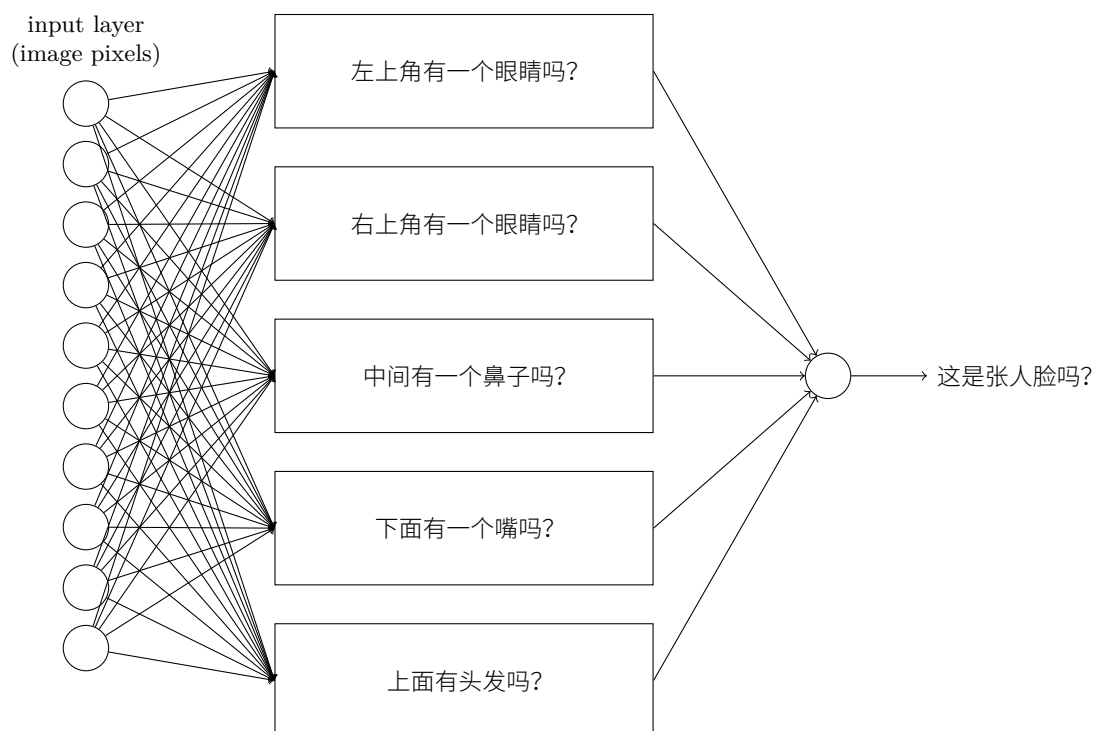 input layer
(image pixels)
左上角有一个眼睛吗？
右上角有一个眼睛吗？
中间有一个鼻子吗？
下面有一个嘴吗？
上面有头发吗？
这是张人脸吗？